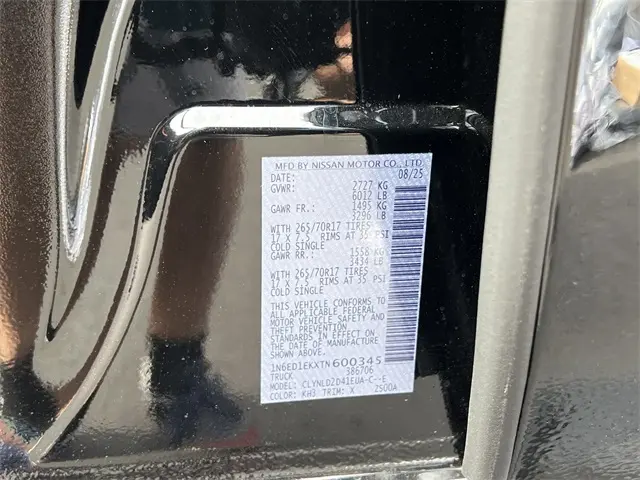 MFD BY NISSAN MOTOR CO., LTD.
DATE: 08/25
GVWR: 2727 KG
6012 LB
GAWR FR.: 1495 KG
3296 LB
WITH 265/70R17 TIRES
17 X 7.5 RIMS AT 35 PSI
COLD SINGLE
GAWR RR.: 1558 KG
3434 LB
WITH 265/70R17 TIRES
17 X 7.5 RIMS AT 35 PSI
COLD SINGLE
THIS VEHICLE CONFORMS TO
ALL APPLICABLE FEDERAL
MOTOR VEHICLE SAFETY AND
THEFT PREVENTION
STANDARDS IN EFFECT ON
THE DATE OF MANUFACTURE
SHOWN ABOVE.
1N6ED1EKXTN600345
TRUCK 386706
MODEL: CLYNLDZD41EUA-C--E
COLOR: KH3 TRIM: X 2500A